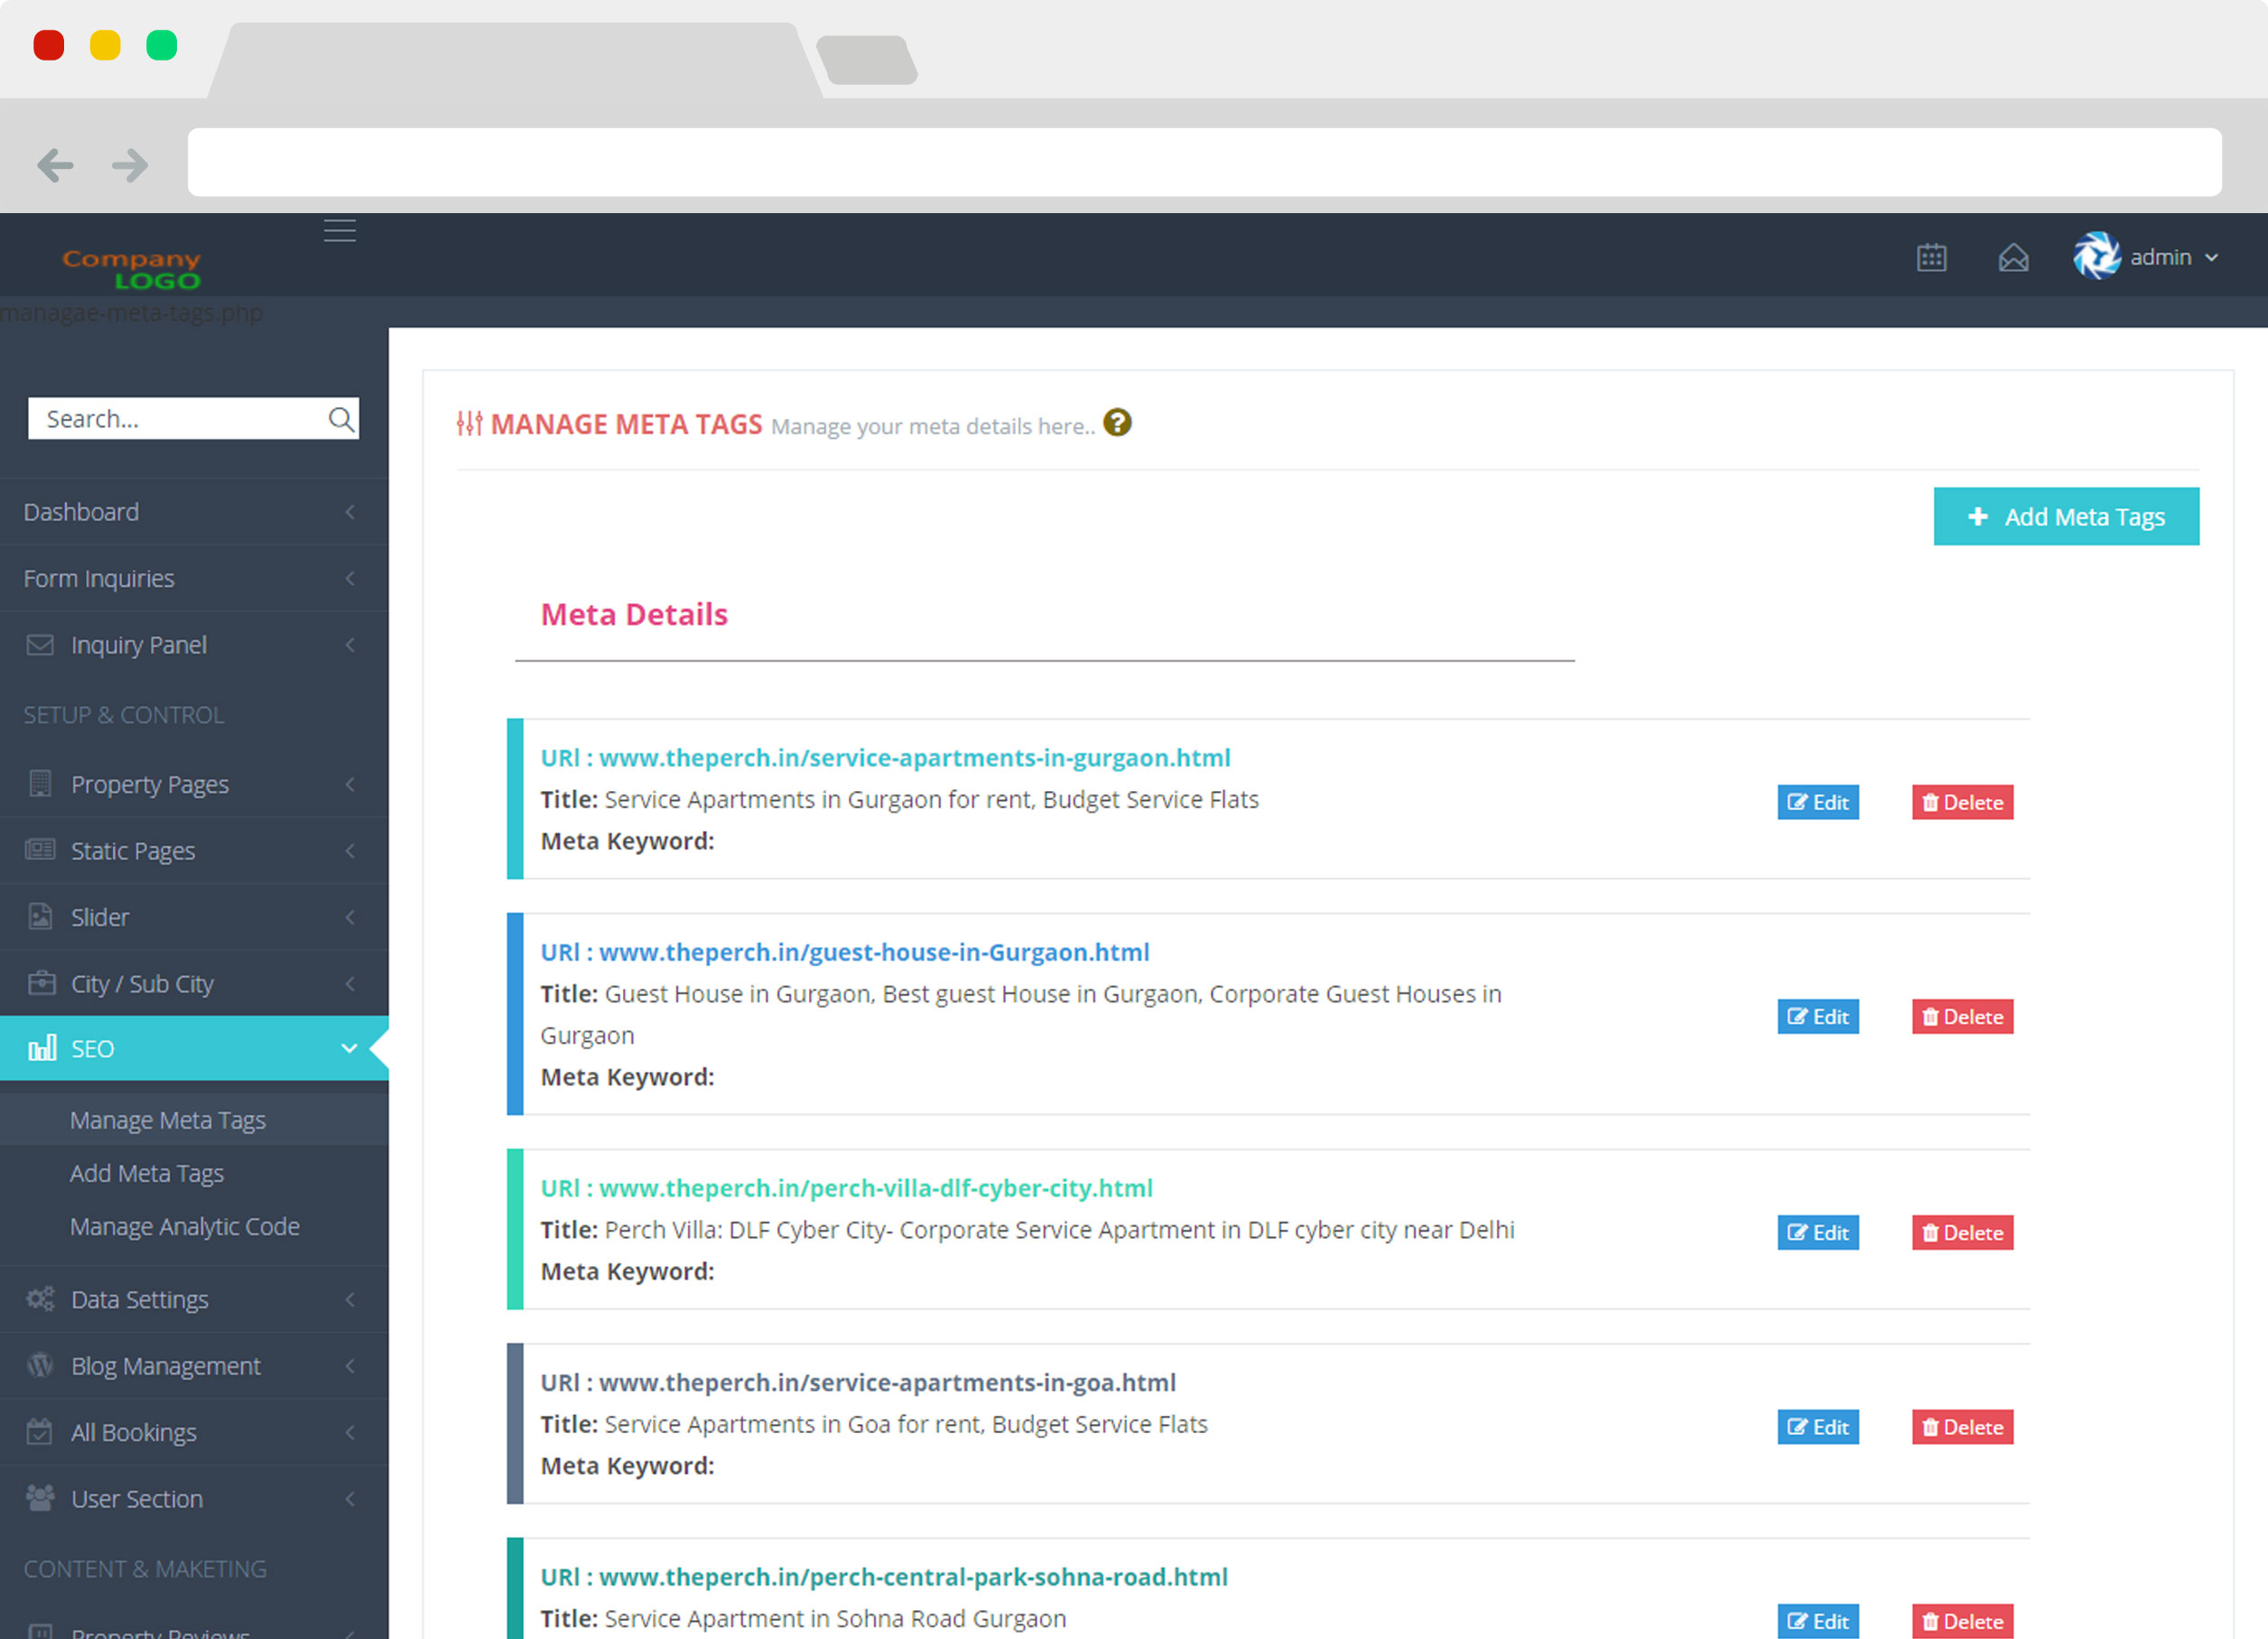 Company
LOGO
admin
managae-meta-tags.php
Search...
Dashboard
Form Inquiries
Inquiry Panel
SETUP & CONTROL
Property Pages
Static Pages
Slider
City / Sub City
SEO
Manage Meta Tags
Add Meta Tags
Manage Analytic Code
Data Settings
Blog Management
All Bookings
User Section
CONTENT & MAKETING
Property Reviews
MANAGE META TAGS Manage your meta details here.. ?
+ Add Meta Tags
Meta Details
URl : www.theperch.in/service-apartments-in-gurgaon.html
Title: Service Apartments in Gurgaon for rent, Budget Service Flats
Meta Keyword:
Edit Delete
URl : www.theperch.in/guest-house-in-Gurgaon.html
Title: Guest House in Gurgaon, Best guest House in Gurgaon, Corporate Guest Houses in
Gurgaon
Meta Keyword:
Edit Delete
URl : www.theperch.in/perch-villa-dlf-cyber-city.html
Title: Perch Villa: DLF Cyber City- Corporate Service Apartment in DLF cyber city near Delhi
Meta Keyword:
Edit Delete
URl : www.theperch.in/service-apartments-in-goa.html
Title: Service Apartments in Goa for rent, Budget Service Flats
Meta Keyword:
Edit Delete
URl : www.theperch.in/perch-central-park-sohna-road.html
Title: Service Apartment in Sohna Road Gurgaon
Edit Delete